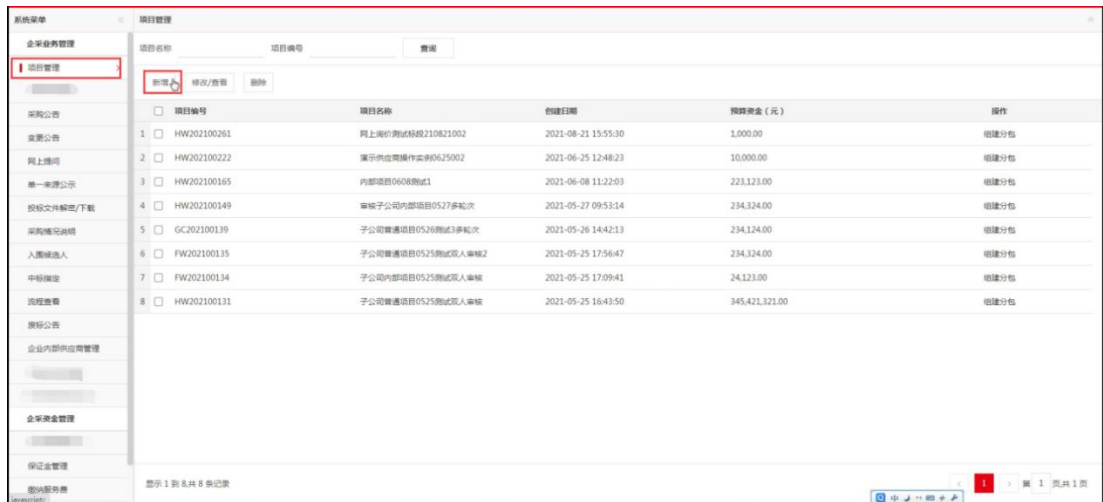 系统菜单 « 项目管理
企采业务管理
项目名称 项目编号 查询
项目管理
新增 修改/查看 删除
项目编号 项目名称 创建日期 预算资金（元） 操作
采购公告
1 HW202100261 网上询价测试标段210821002 2021-08-21 15:55:30 1,000.00 组建分包
变更公告
2 HW202100222 演示供应商操作实例0625002 2021-06-25 12:48:23 10,000.00 组建分包
网上提问
3 HW202100165 内部项目0608测试1 2021-06-08 11:22:03 223,123.00 组建分包
单一来源公示
4 HW202100149 审核子公司内部项目0527多轮次 2021-05-27 09:53:14 234,324.00 组建分包
投标文件解密/下载
5 GC202100139 子公司普通项目0526测试3多轮次 2021-05-26 14:42:13 234,124.00 组建分包
采购情况说明
6 FW202100135 子公司普通项目0525测试双人审核2 2021-05-25 17:56:47 234,324.00 组建分包
入围候选人
7 FW202100134 子公司内部项目0525测试双人审核 2021-05-25 17:09:41 24,123.00 组建分包
中标指定
8 HW202100131 子公司普通项目0525测试双人审核 2021-05-25 16:43:50 345,421,321.00 组建分包
流程查看
废标公告
企业内部供应商管理
企采资金管理
保证金管理
缴纳服务费
显示 1 到 8,共 8 条记录 1 第 1 页,共 1 页
中